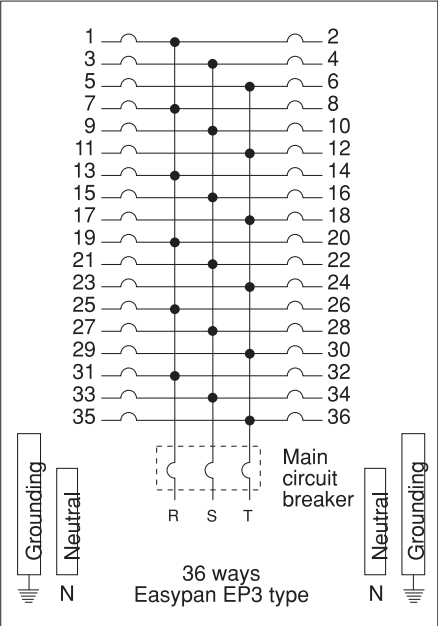 1 2
3 4
5 6
7 8
9 10
11 12
13 14
15 16
17 18
19 20
21 22
23 24
25 26
27 28
29 30
31 32
33 34
35 36
Main
circuit
breaker
R S T
Grounding
Neutral
N
Neutral
Grounding
N
36 ways
Easypan EP3 type